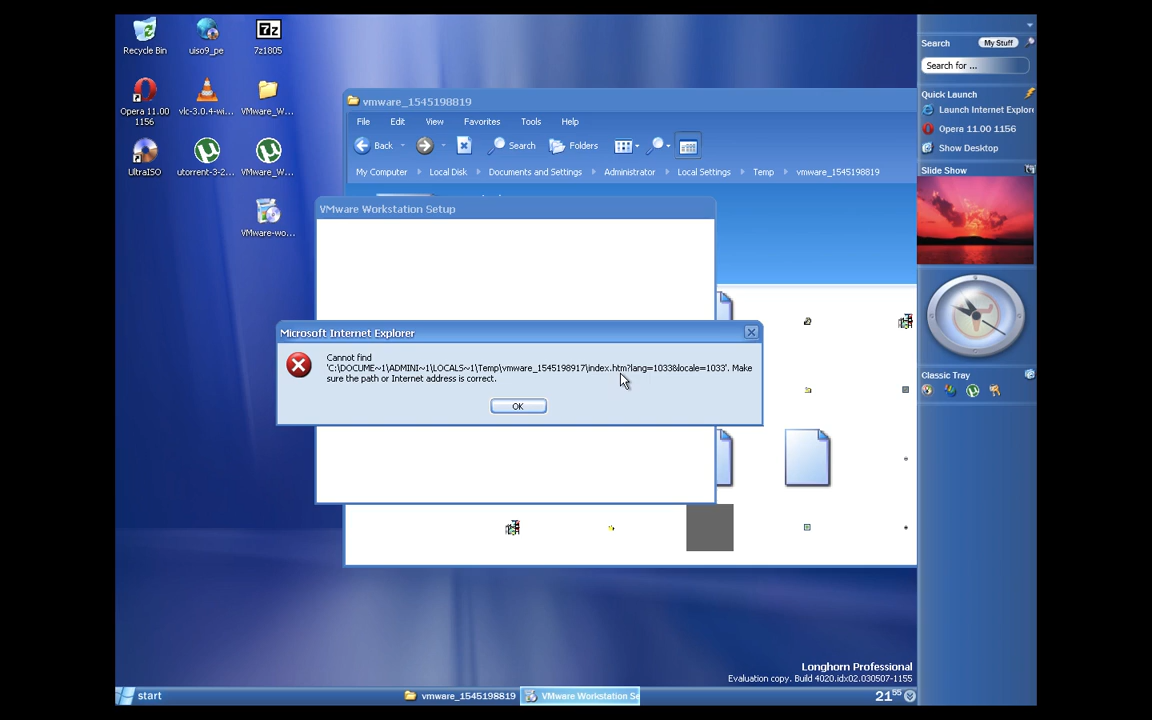 Recycle Bin
uiso9_pe
7z
7z1805
Opera 11.00
1156
vlc-3.0.4-wi...
VMware_W...
UltraISO
utorrent-3-2...
VMware_W...
VMware-wo...
vmware_1545198819
File Edit View Favorites Tools Help
Back Search Folders
My Computer Local Disk Documents and Settings Administrator Local Settings Temp vmware_1545198819
VMware Workstation Setup
Microsoft Internet Explorer
Cannot find
'C:\DOCUME~1\ADMINI~1\LOCALS~1\Temp\vmware_1545198917\index.htm?lang=1033&locale=1033'. Make
sure the path or Internet address is correct.
OK
Search My Stuff
Search for ...
Quick Launch
Launch Internet Explore
Opera 11.00 1156
Show Desktop
Slide Show
Classic Tray
Longhorn Professional
Evaluation copy. Build 4020.idx02.030507-1155
start
vmware_1545198819
VMware Workstation Se
21 55